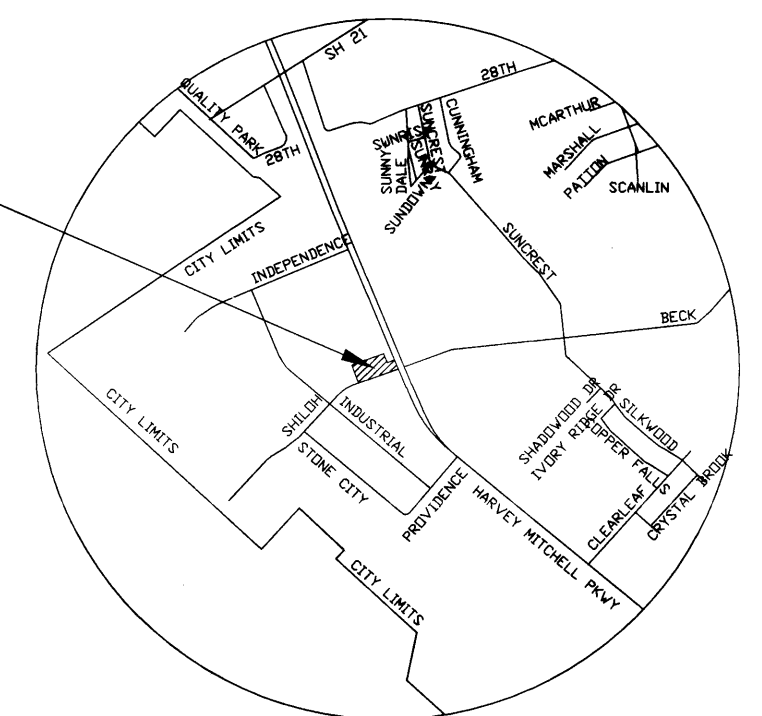 SH 21
28TH
QUALITY PARK
28TH
CUNNINGHAM
SUNCREST
SUNNY
DALE
SUNDOWN
MCARTHUR
MARSHALL
PATTON
SCANLIN
CITY LIMITS
INDEPENDENCE
SUNCREST
BECK
CITY LIMITS
SHILOH
INDUSTRIAL
STONE CITY
PROVIDENCE
HARVEY MITCHELL PKWY
SHADOWOOD DR
IVORY RIDGE DR
SILKWOOD
COPPER FALLS
CLEARLEAF
CRYSTAL BROOK
CITY LIMITS